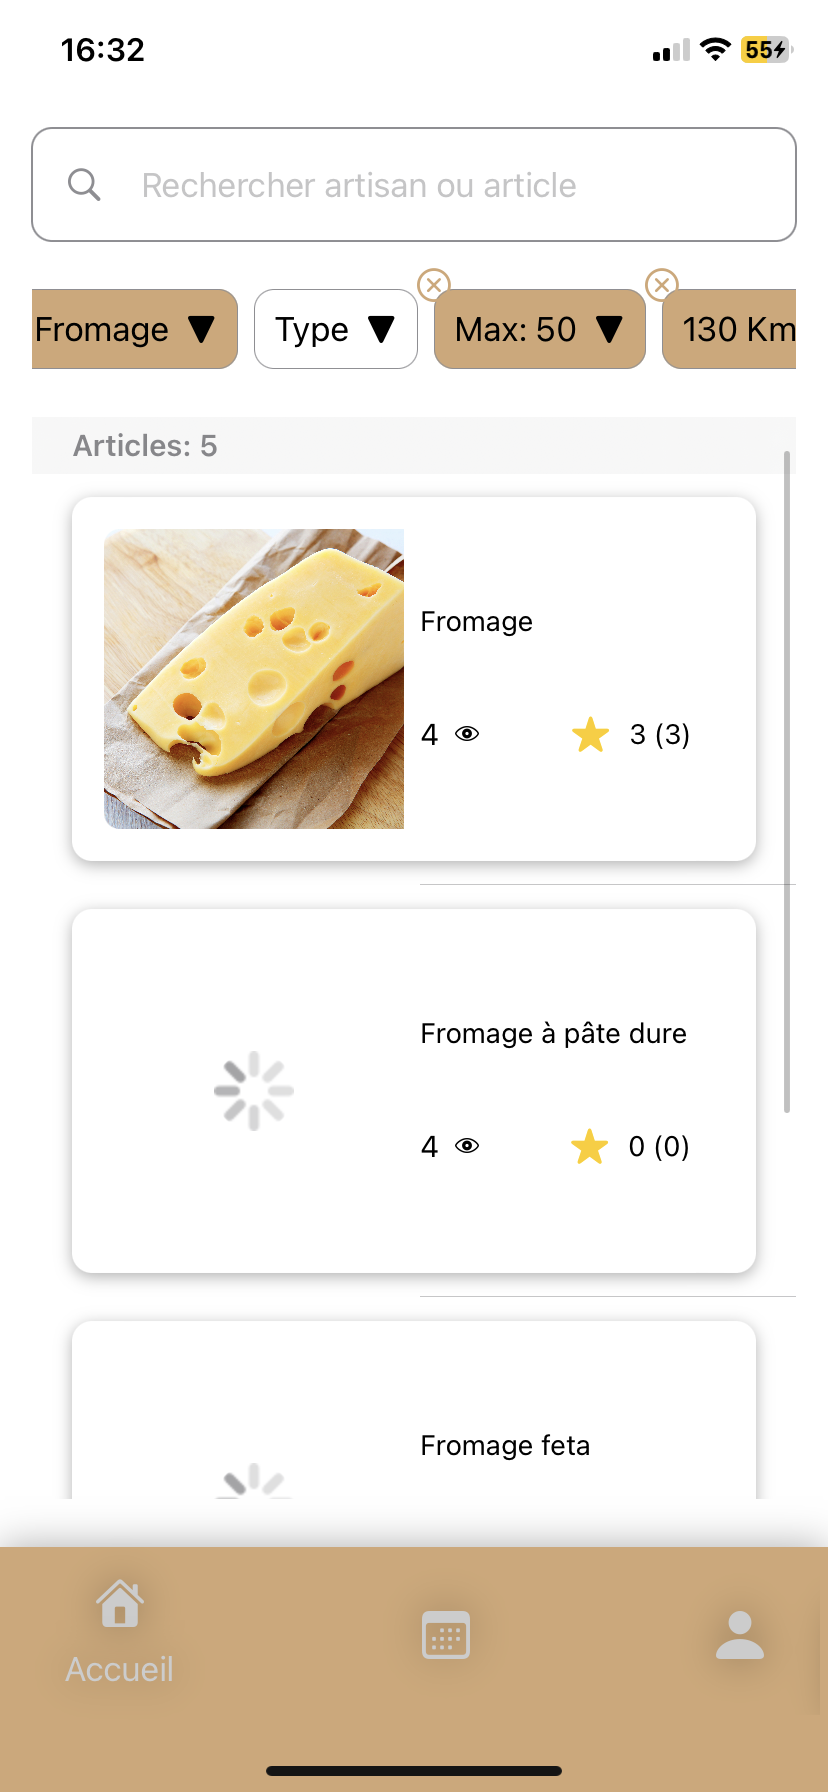 16:32
55
Rechercher artisan ou article
Fromage ▼ Type ▼ Max: 50 ▼ 130 Km
Articles: 5
Fromage
4 3 (3)
Fromage à pâte dure
4 0 (0)
Fromage feta
Accueil